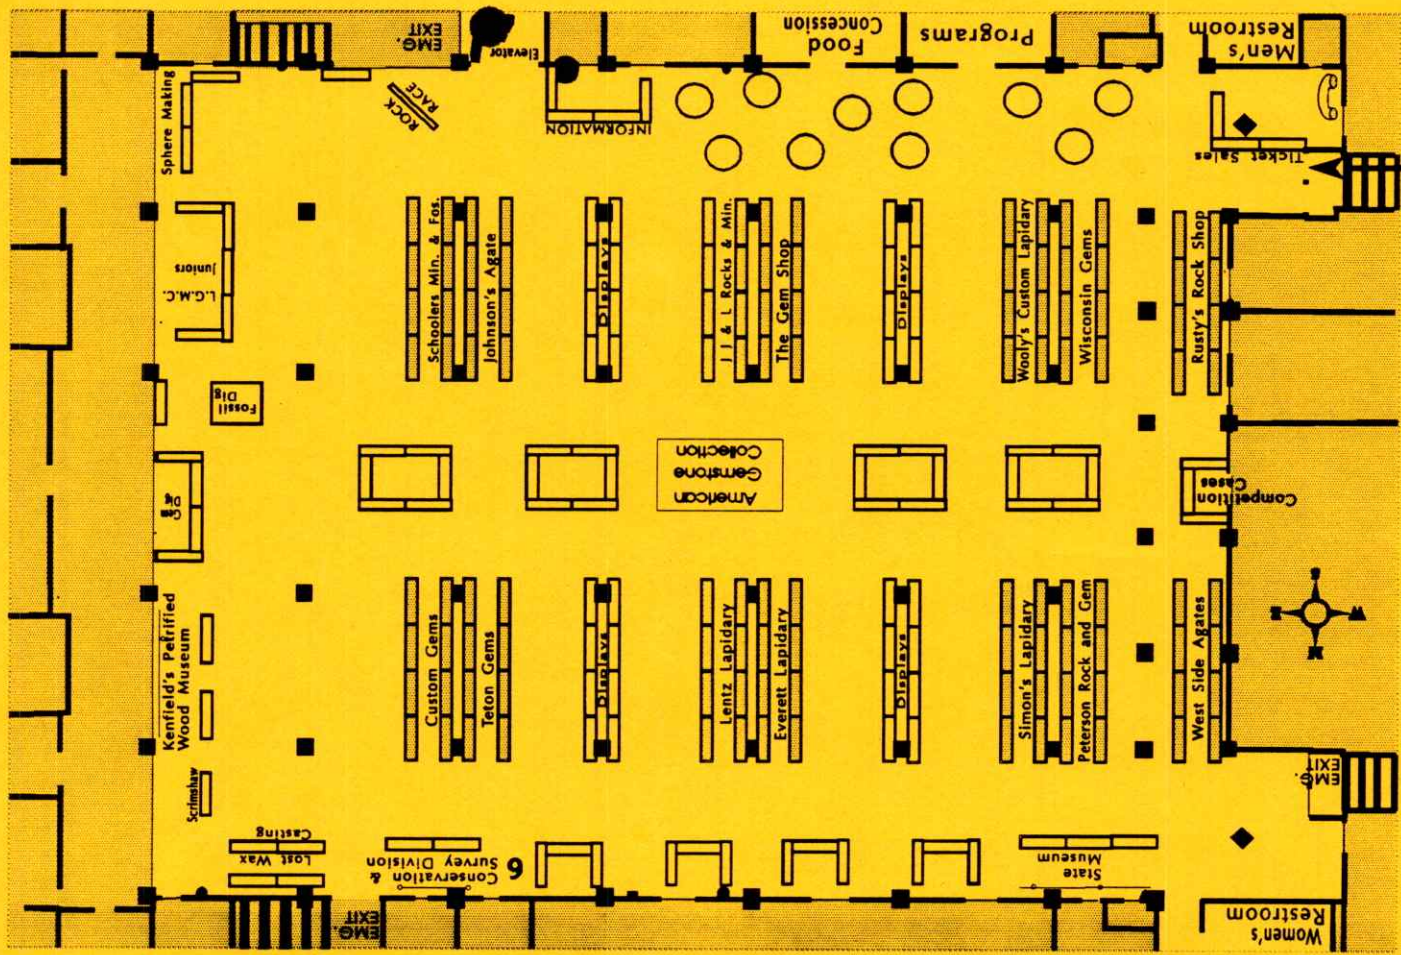 EMG.
EXIT
Elevator
Food
Concession
Programs
Men's
Restroom
Sphere Making
ROCK
RACE
INFORMATION
Ticket Sales
L.G.M.C.
Juniors
Schoolers Min. & Fos.
Johnson's Agate
Displays
J J & L Rocks & Min.
The Gem Shop
Displays
Wooly's Custom Lapidary
Wisconsin Gems
Rusty's Rock Shop
Fossil
Dig
American
Gemstone
Collection
Competition
Cases
Dig
Kenfield's Petrified
Wood Museum
Custom Gems
Teton Gems
Displays
Lentz Lapidary
Everett Lapidary
Displays
Simon's Lapidary
Peterson Rock and Gem
West Side Agates
S
E
W
N
Scrimshaw
Lost Wax
Casting
Conservation &
Survey Division
6
State
Museum
EMG.
EXIT
EMG.
EXIT
Women's
Restroom